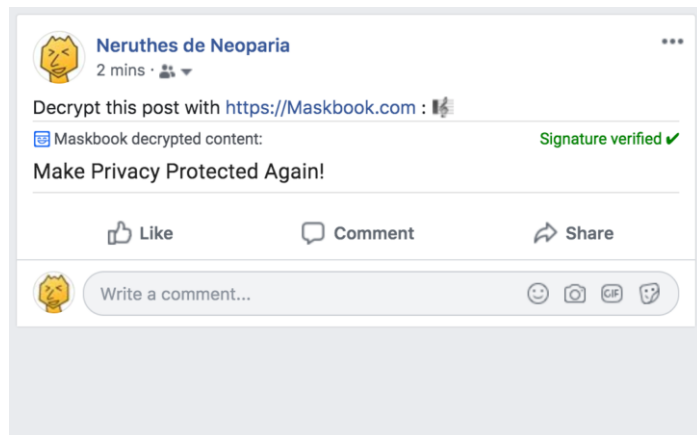 Neruthes de Neoparia
2 mins ·
Decrypt this post with https://Maskbook.com : 🎼
Maskbook decrypted content: Signature verified ✔
Make Privacy Protected Again!
Like Comment Share
Write a comment... GIF